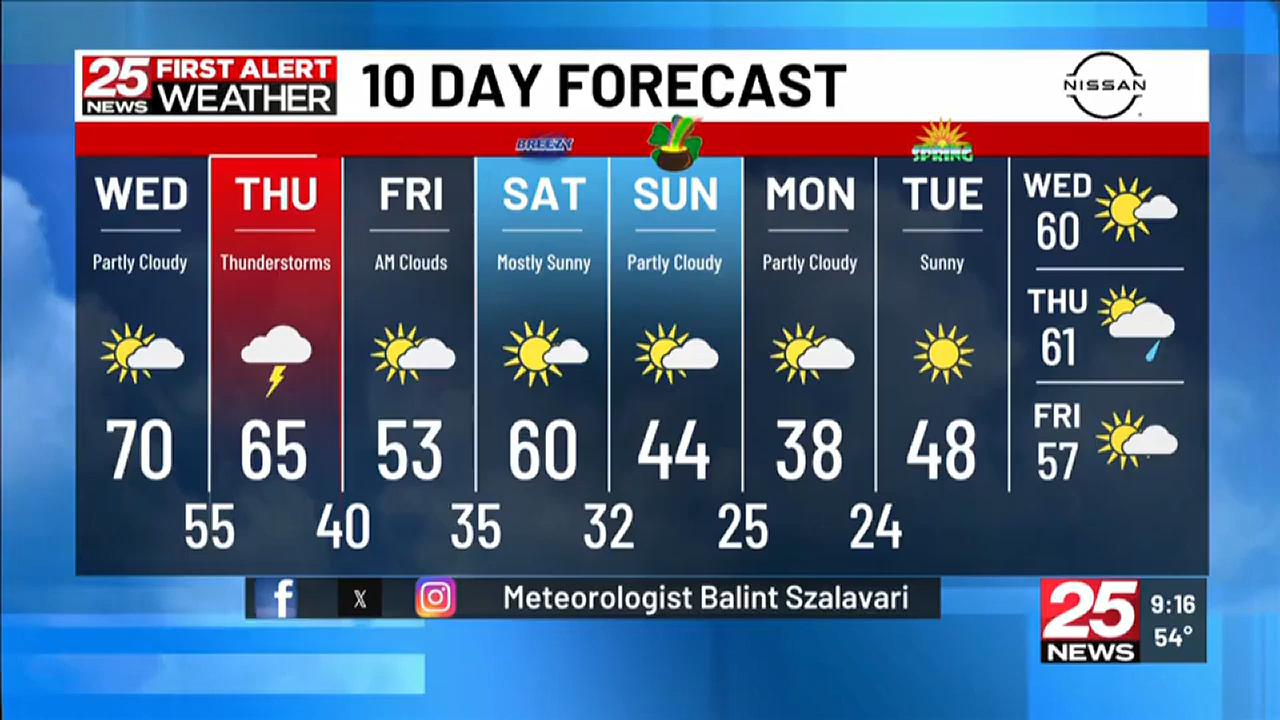 25 NEWS FIRST ALERT WEATHER
10 DAY FORECAST
NISSAN
BREEZY
SPRING
WED THU FRI SAT SUN MON TUE
Partly Cloudy Thunderstorms AM Clouds Mostly Sunny Partly Cloudy Partly Cloudy Sunny
70 65 53 60 44 38 48
55 40 35 32 25 24
WED
60
THU
61
FRI
57
f X Meteorologist Balint Szalavari
25 NEWS
9:16
54°